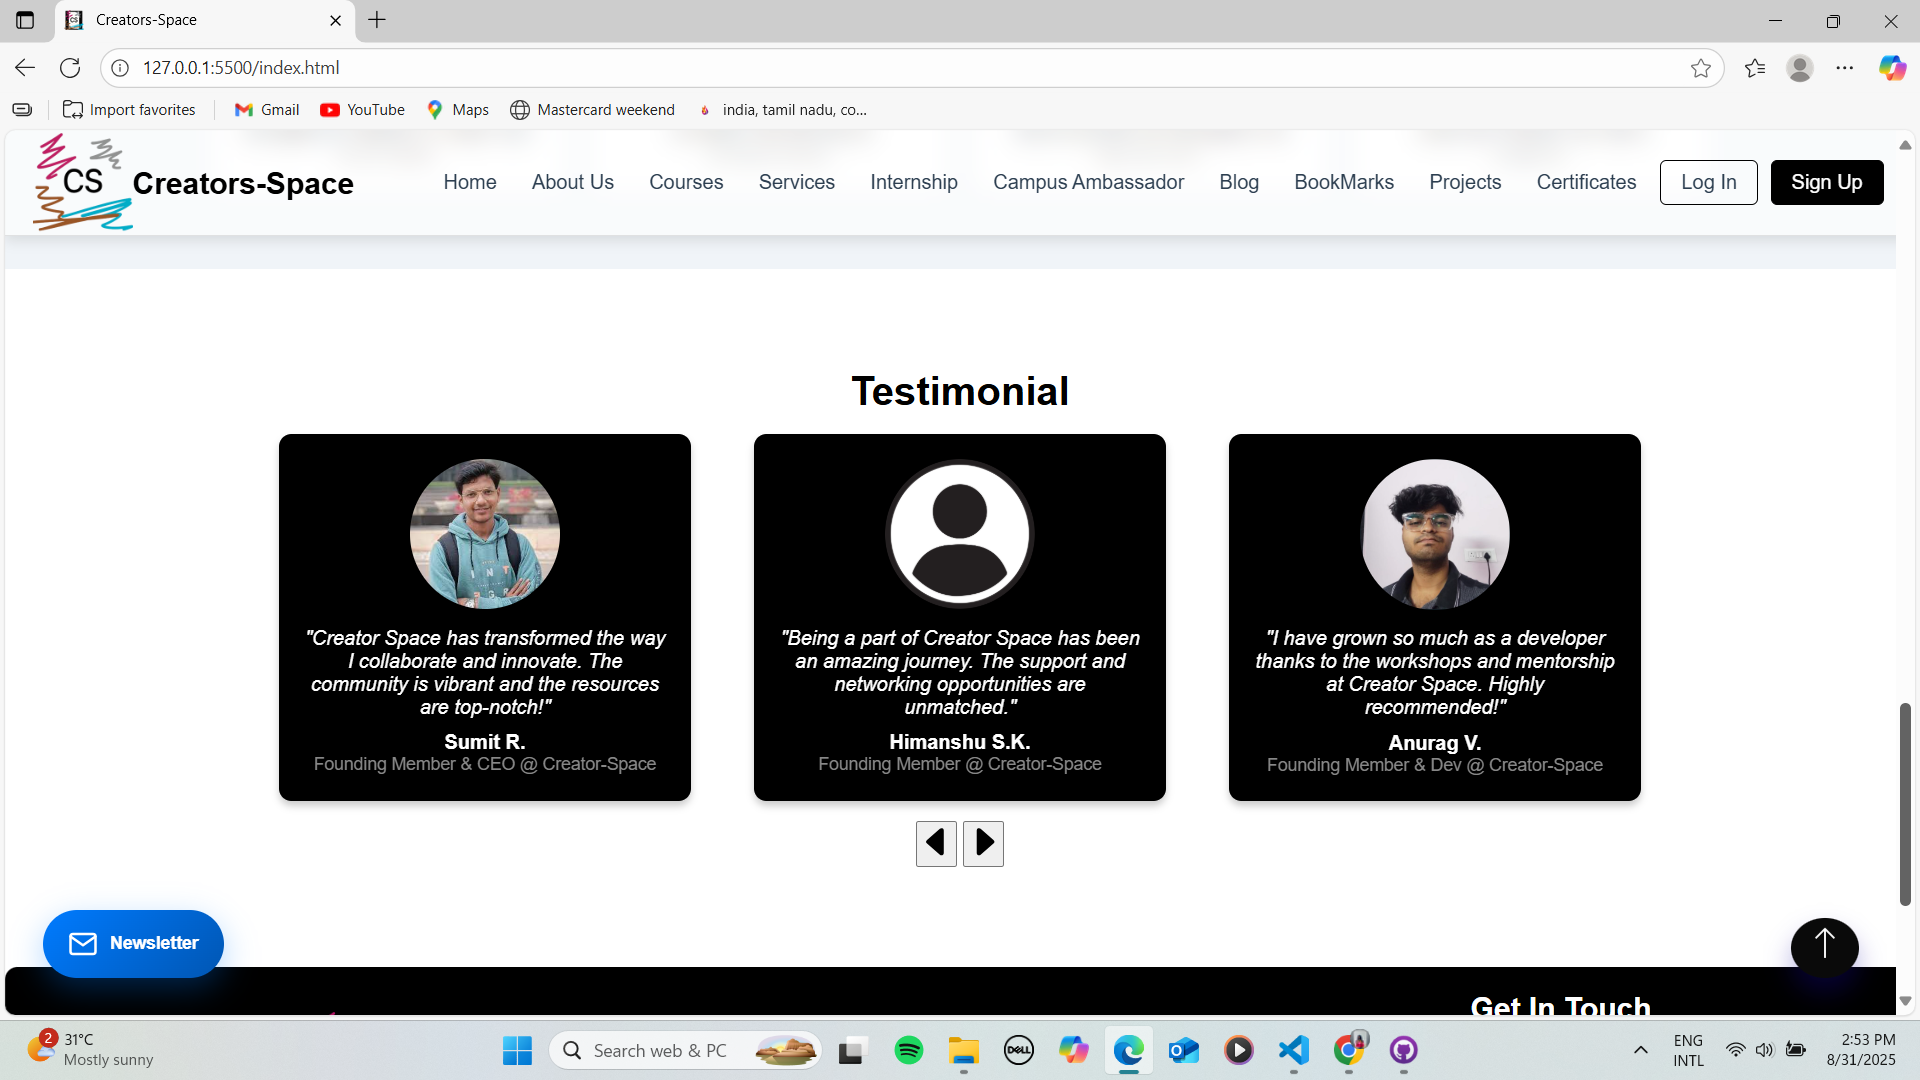 Creators-Space
127.0.0.1:5500/index.html
Import favorites
Gmail
YouTube
Maps
Mastercard weekend
india, tamil nadu, co...
CS
Creators-Space
Home
About Us
Courses
Services
Internship
Campus Ambassador
Blog
BookMarks
Projects
Certificates
Log In
Sign Up
Testimonial
"Creator Space has transformed the way
I collaborate and innovate. The
community is vibrant and the resources
are top-notch!"
Sumit R.
Founding Member & CEO @ Creator-Space
"Being a part of Creator Space has been
an amazing journey. The support and
networking opportunities are
unmatched."
Himanshu S.K.
Founding Member @ Creator-Space
"I have grown so much as a developer
thanks to the workshops and mentorship
at Creator Space. Highly
recommended!"
Anurag V.
Founding Member & Dev @ Creator-Space
Newsletter
Get In Touch
2
31°C
Mostly sunny
Search web & PC
DELL
ENG
INTL
2:53 PM
8/31/2025